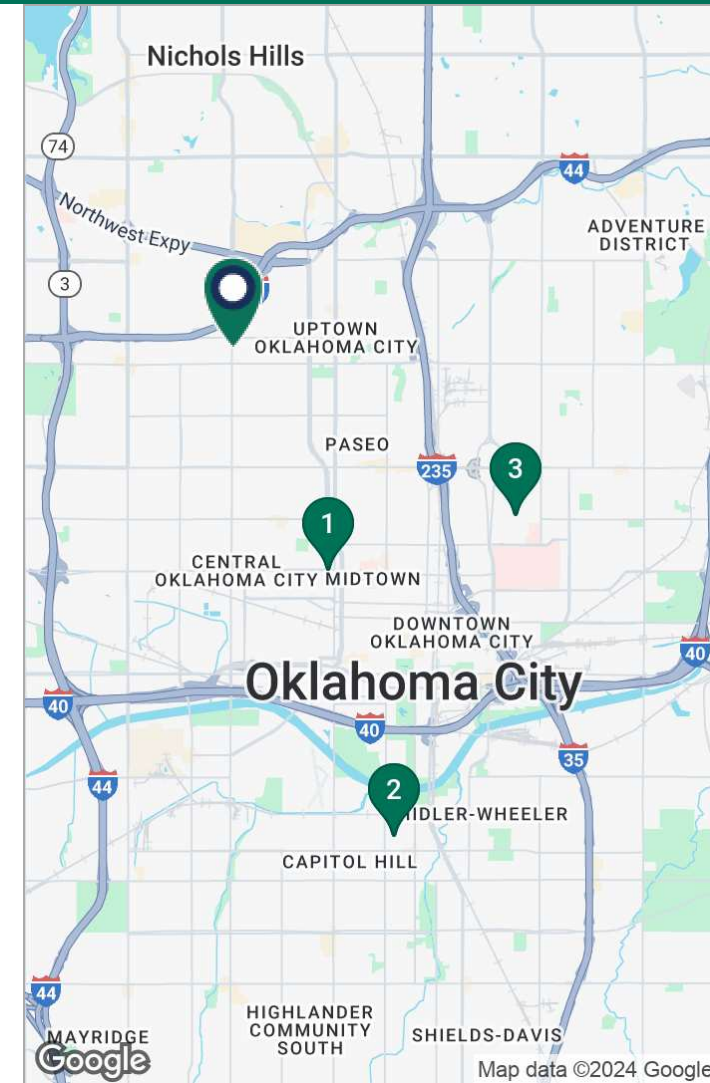 Nichols Hills
74
44
Northwest Expy
ADVENTURE
DISTRICT
3
UPTOWN
OKLAHOMA CITY
PASEO
235
3
1
CENTRAL
OKLAHOMA CITY
MIDTOWN
DOWNTOWN
OKLAHOMA CITY
40
Oklahoma City
40
40
35
44
2
IDLER-WHEELER
CAPITOL HILL
44
HIGHLANDER
COMMUNITY
SOUTH
MAYRIDGE
SHIELDS-DAVIS
Google
Map data ©2024 Google